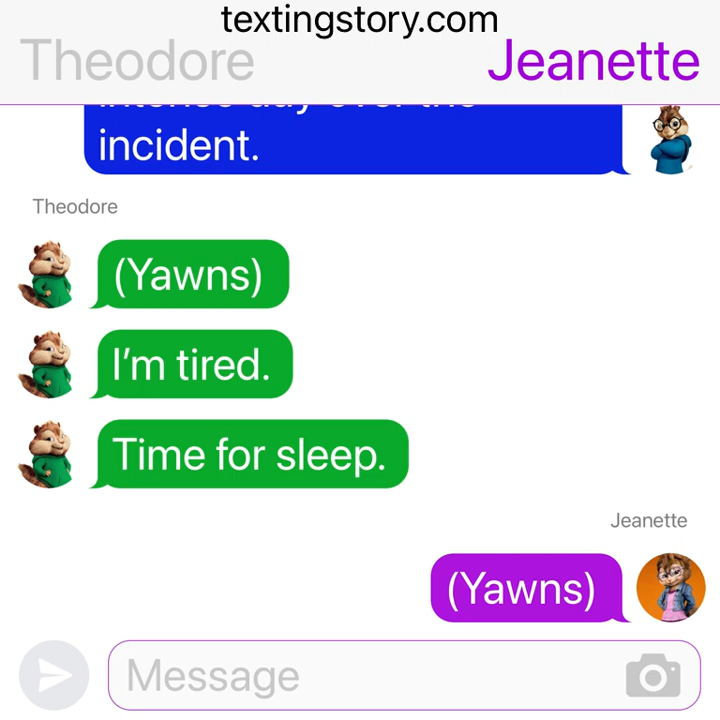 textingstory.com
Theodore Jeanette
incident.
Theodore
(Yawns)
I'm tired.
Time for sleep.
Jeanette
(Yawns)
Message